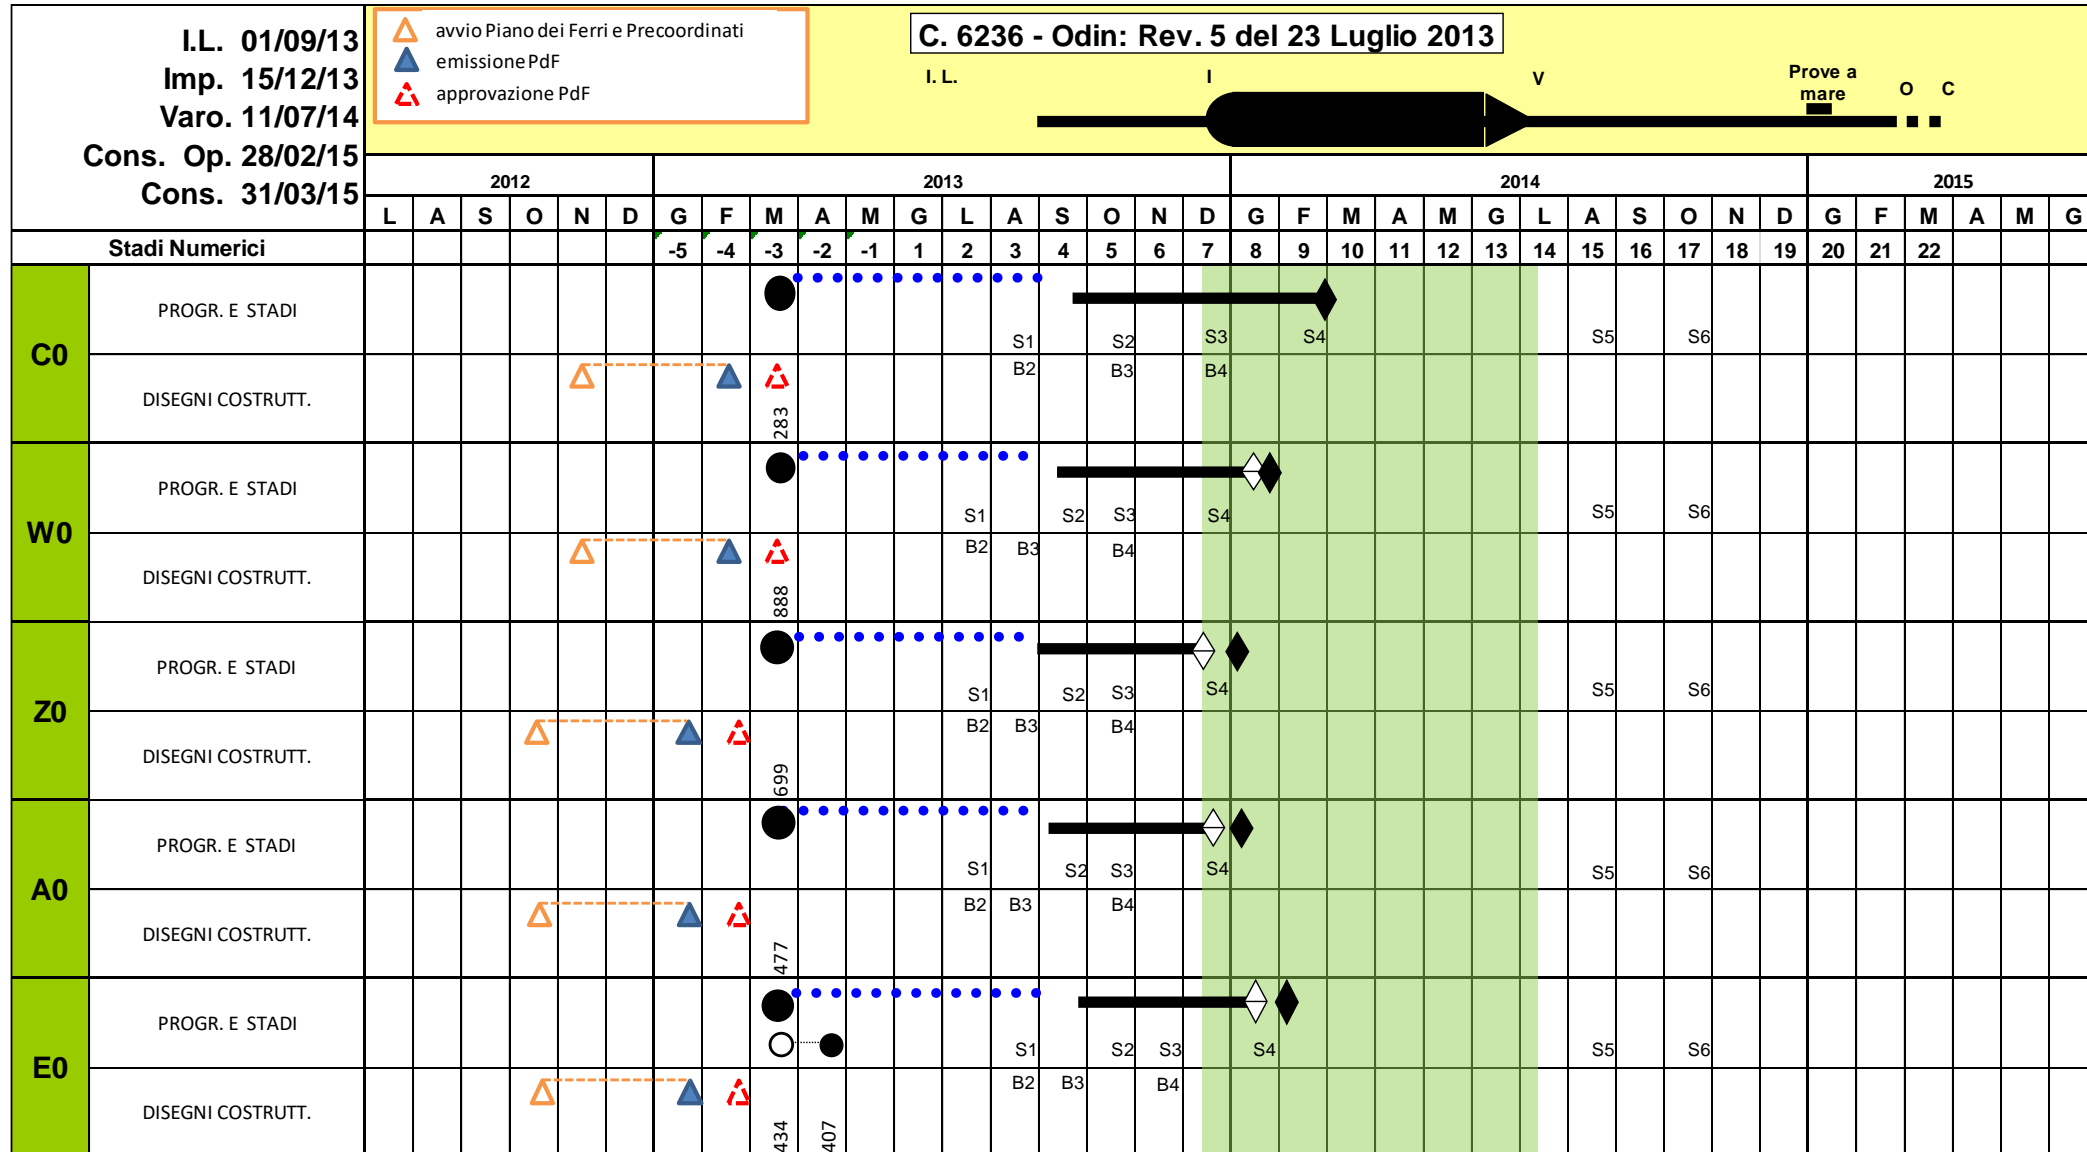 I.L. 01/09/13
Imp. 15/12/13
Varo. 11/07/14
Cons. Op. 28/02/15
Cons. 31/03/15
avvio Piano dei Ferri e Precoordinati
emissione PdF
approvazione PdF
C. 6236 - Odin: Rev. 5 del 23 Luglio 2013
I. L. I V Prove a mare O C
2012 2013 2014 2015
L A S O N D G F M A M G L A S O N D G F M A M G L A S O N D G F M A M G
Stadi Numerici -5 -4 -3 -2 -1 1 2 3 4 5 6 7 8 9 10 11 12 13 14 15 16 17 18 19 20 21 22
C0
PROGR. E STADI
S1 S2 S3 S4 S5 S6
DISEGNI COSTRUTT.
B2 B3 B4
283
W0
PROGR. E STADI
S1 S2 S3 S4 S5 S6
DISEGNI COSTRUTT.
B2 B3 B4
888
Z0
PROGR. E STADI
S1 S2 S3 S4 S5 S6
DISEGNI COSTRUTT.
B2 B3 B4
699
A0
PROGR. E STADI
S1 S2 S3 S4 S5 S6
DISEGNI COSTRUTT.
B2 B3 B4
477
E0
PROGR. E STADI
S1 S2 S3 S4 S5 S6
DISEGNI COSTRUTT.
B2 B3 B4
434 407